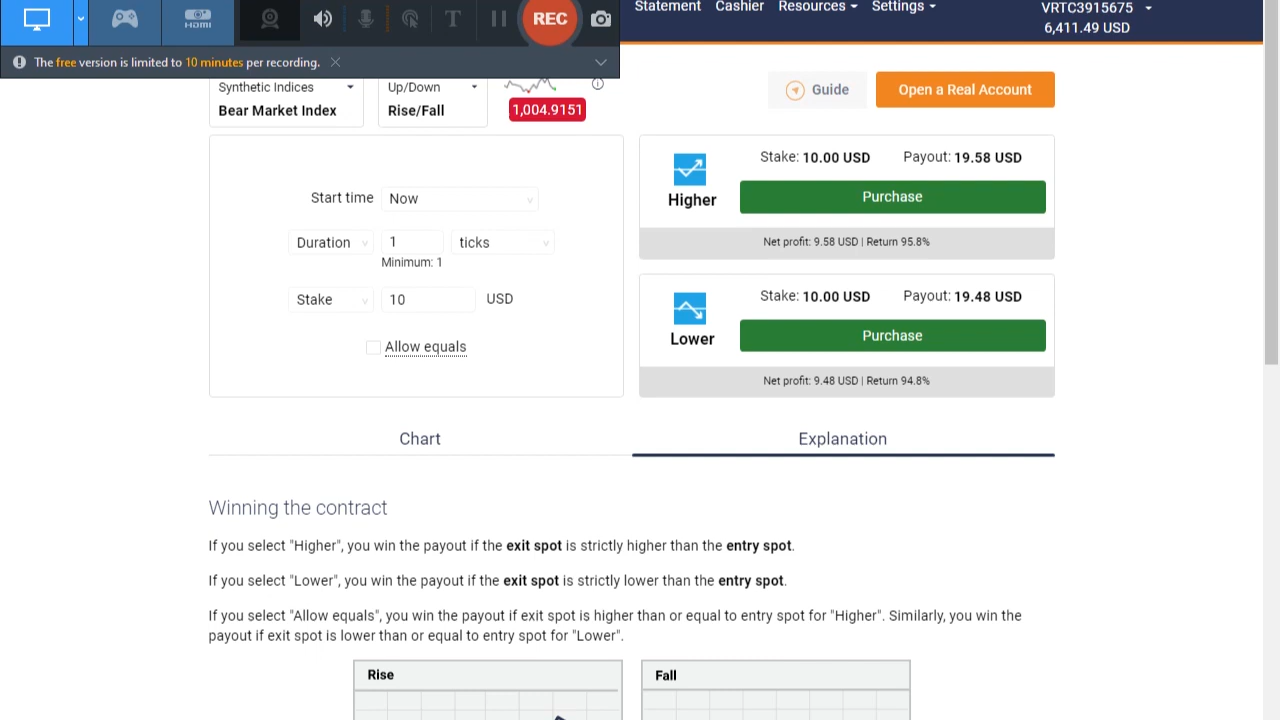 HDMI
T
REC
The free version is limited to 10 minutes per recording.
Statement Cashier Resources Settings
VRTC3915675
6,411.49 USD
Synthetic Indices
Bear Market Index
Up/Down
Rise/Fall
1,004.9151
Guide
Open a Real Account
Start time Now
Duration 1 ticks
Minimum: 1
Stake 10 USD
Allow equals
Higher
Stake: 10.00 USD Payout: 19.58 USD
Purchase
Net profit: 9.58 USD | Return 95.8%
Lower
Stake: 10.00 USD Payout: 19.48 USD
Purchase
Net profit: 9.48 USD | Return 94.8%
Chart Explanation
Winning the contract
If you select "Higher", you win the payout if the exit spot is strictly higher than the entry spot.
If you select "Lower", you win the payout if the exit spot is strictly lower than the entry spot.
If you select "Allow equals", you win the payout if exit spot is higher than or equal to entry spot for "Higher". Similarly, you win the
payout if exit spot is lower than or equal to entry spot for "Lower".
Rise Fall